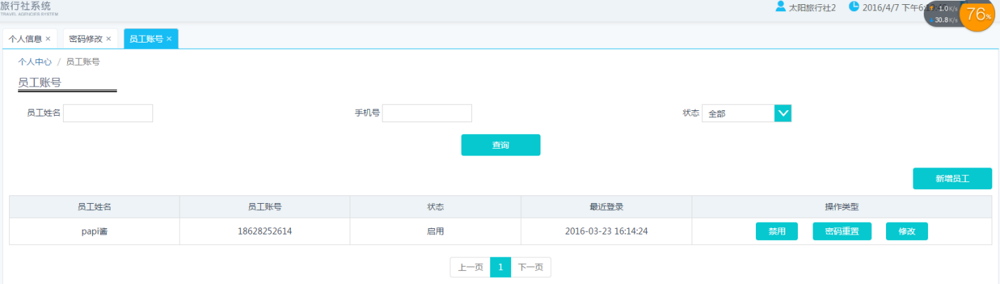 旅行社系统
TRAVEL AGENCIES SYSTEM
太阳旅行社2 2016/4/7 下午6:
1.0K/s
30.8K/s
76%
个人信息 × 密码修改 × 员工账号 ×
个人中心 / 员工账号
员工账号
员工姓名 手机号 状态 全部
查询
新增员工
员工姓名 员工账号 状态 最近登录 操作类型
papi酱 18628252614 启用 2016-03-23 16:14:24 禁用 密码重置 修改
上一页 1 下一页